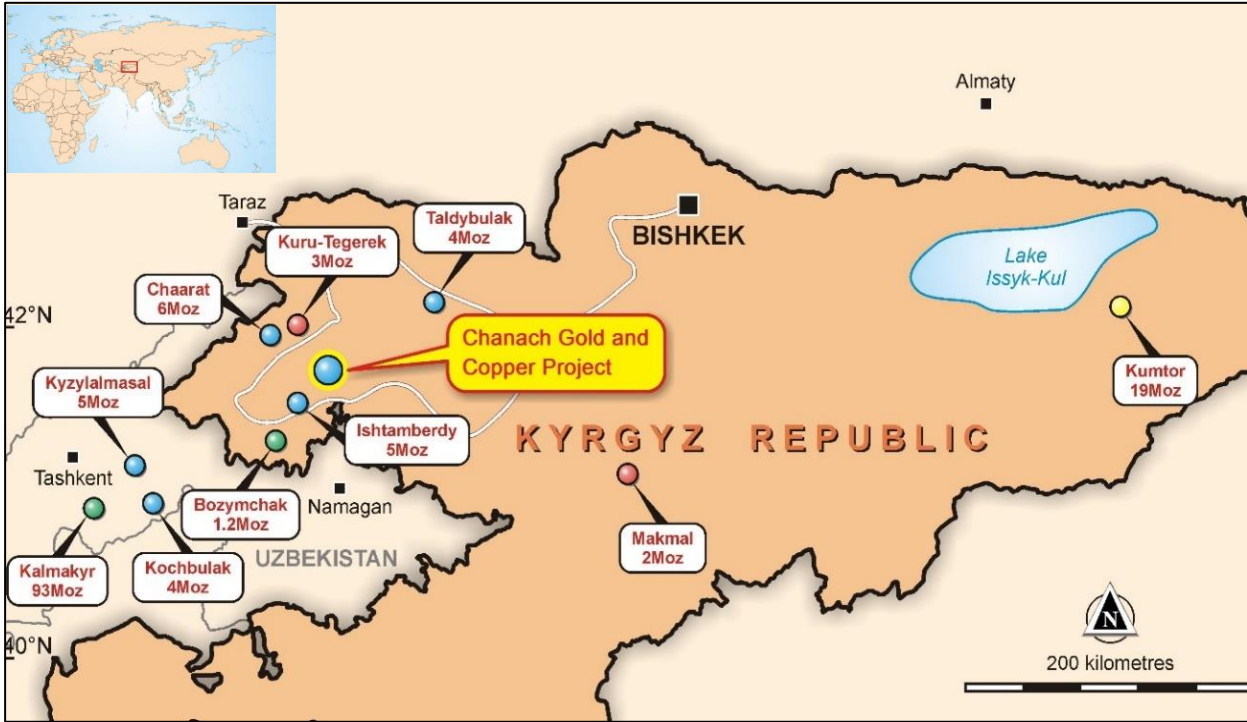 Almaty
Taraz
Kuru-Tegerek
3Moz
Taldybulak
4Moz
BISHKEK
Lake
Issyk-Kul
Chaarat
6Moz
42°N
Chanach Gold and
Copper Project
Kumtor
19Moz
Kyzylalmasal
5Moz
Ishtamberdy
5Moz
KYRGYZ REPUBLIC
Tashkent
Bozymchak
1.2Moz
Namagan
Makmal
2Moz
UZBEKISTAN
Kalmakyr
93Moz
Kochbulak
4Moz
N
40°N
200 kilometres